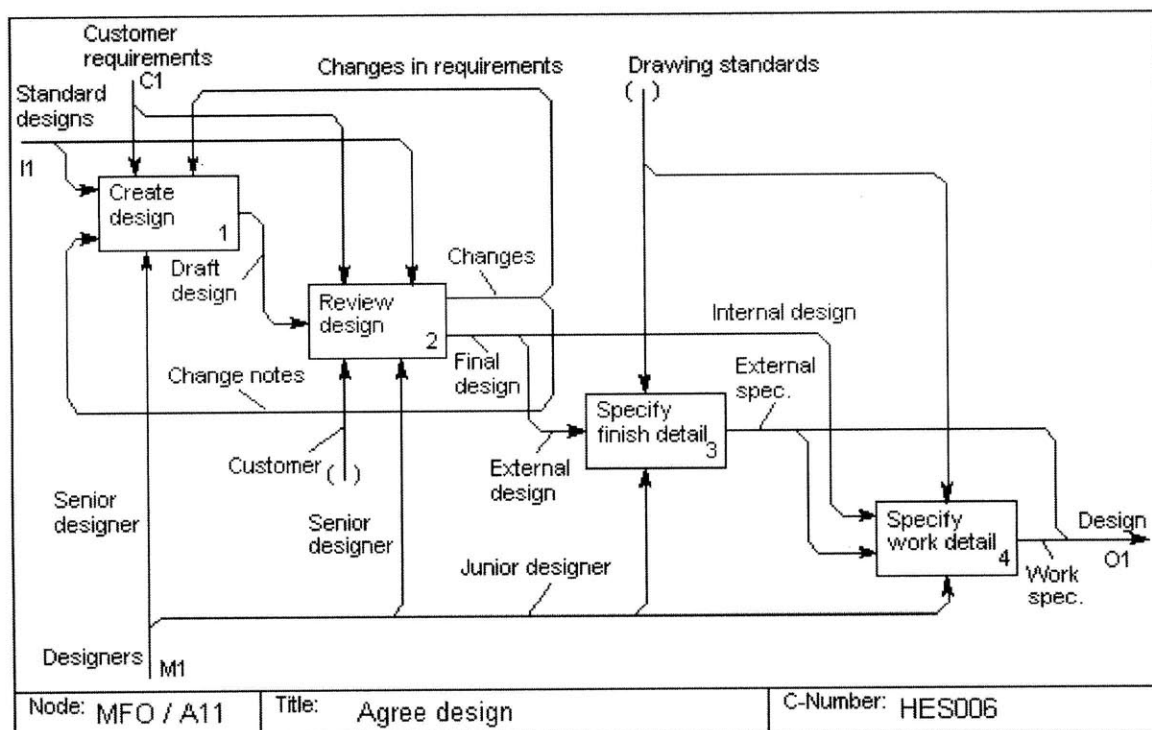 Customer
requirements
C1
Changes in requirements
Drawing standards
( )
Standard
designs
I1
Create
design
1
Draft
design
Changes
Review
design
2
Internal design
Final
design
External
spec.
Change notes
Specify
finish detail
3
Customer
( )
External
design
Senior
designer
Senior
designer
Specify
work detail
4
Design
O1
Junior designer
Work
spec.
Designers
M1
Node: MFO / A11
Title: Agree design
C-Number: HES006